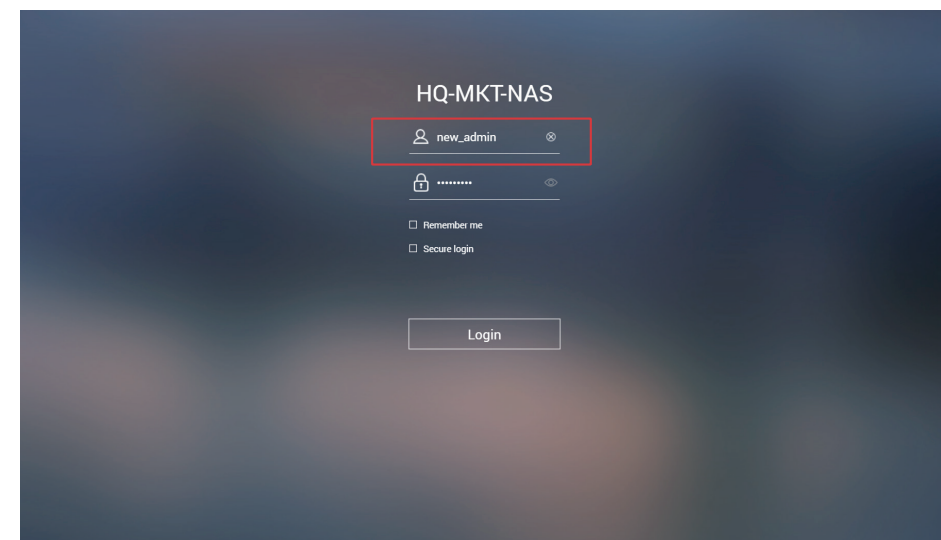 HQ-MKT-NAS
new_admin
•••••••••
Remember me
Secure login
Login